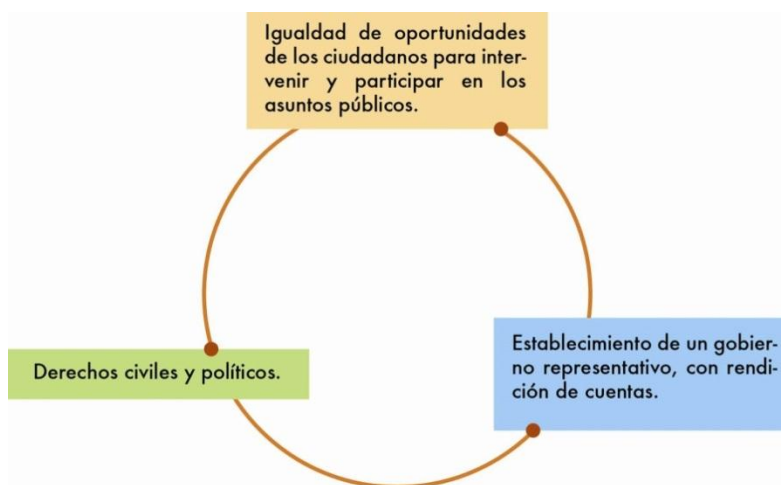 Igualdad de oportunidades
de los ciudadanos para inter-
venir y participar en los
asuntos públicos.
Establecimiento de un gobier-
no representativo, con rendi-
ción de cuentas.
Derechos civiles y políticos.